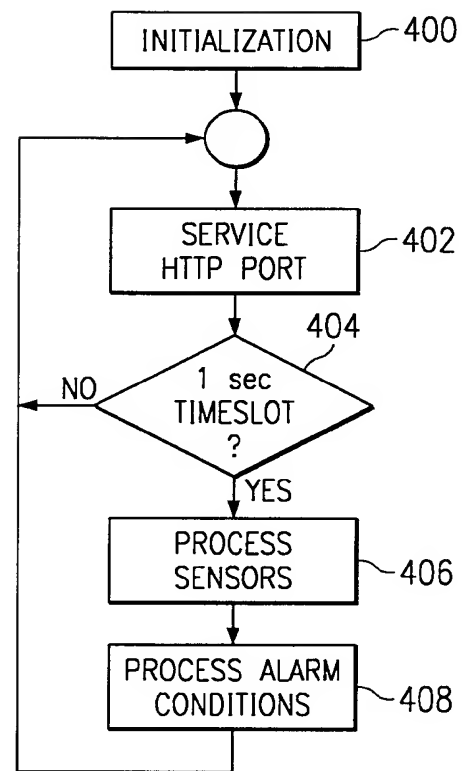 INITIALIZATION
400
SERVICE
HTTP PORT
402
404
NO
1 sec
TIMESLOT
?
YES
PROCESS
SENSORS
406
PROCESS ALARM
CONDITIONS
408